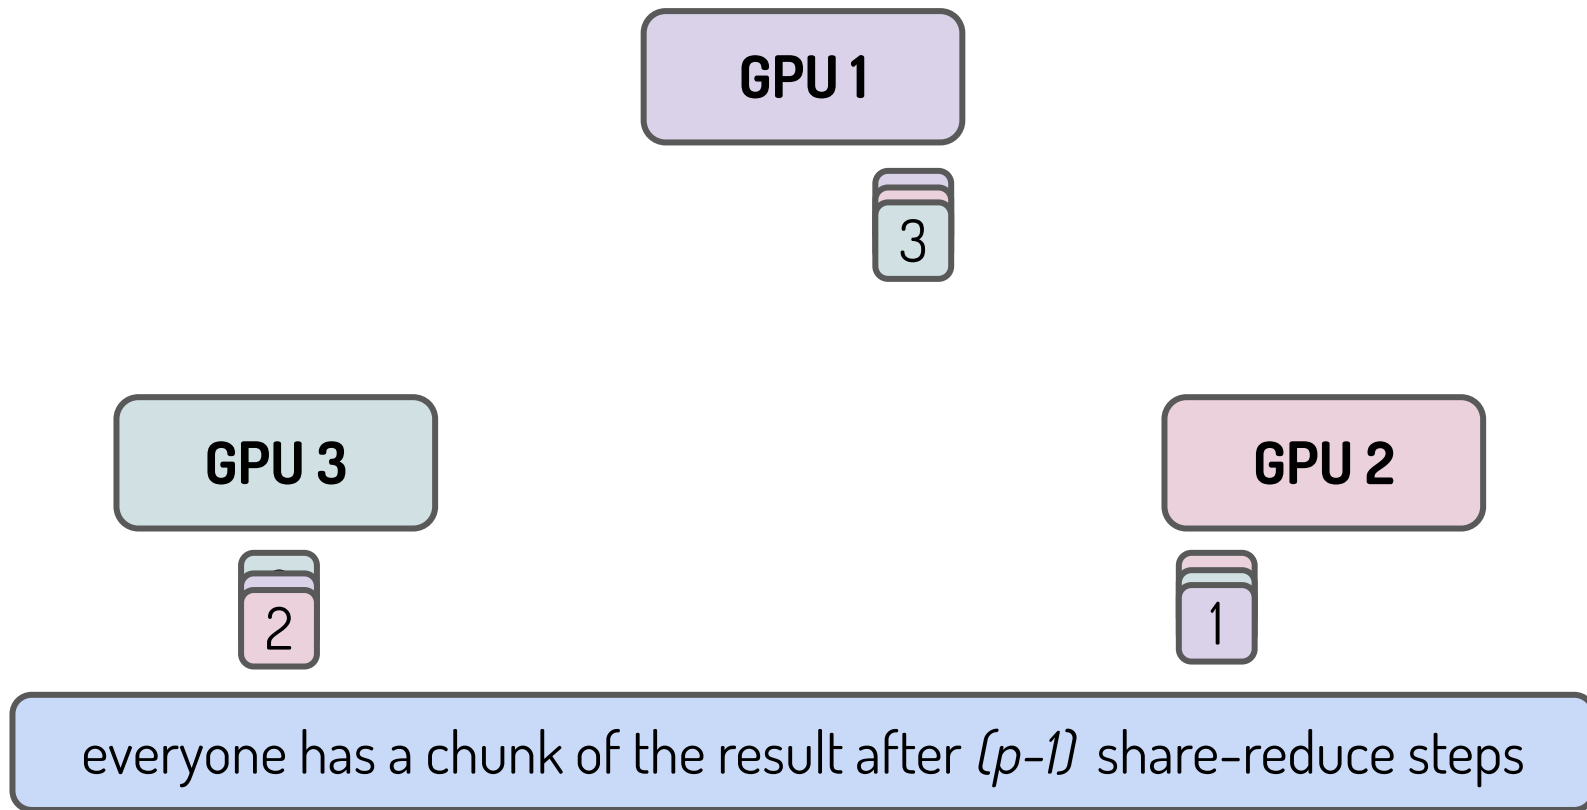 GPU 1
3
GPU 3
GPU 2
2
1
everyone has a chunk of the result after (p-1) share-reduce steps